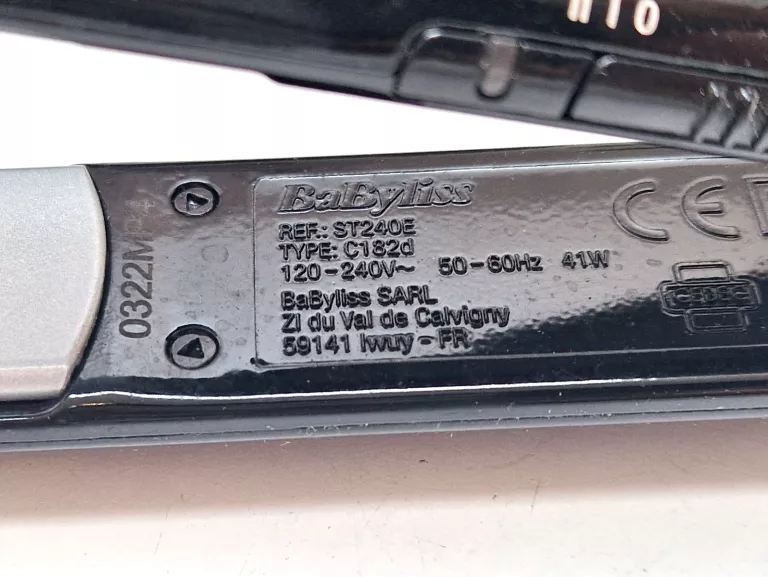 BaByliss
REF.: ST240E
TYPE: C182d
120-240V~ 50-60Hz 41W
BaByliss SARL
ZI du Val de Calvigny
59141 Iwuy-FR
CE